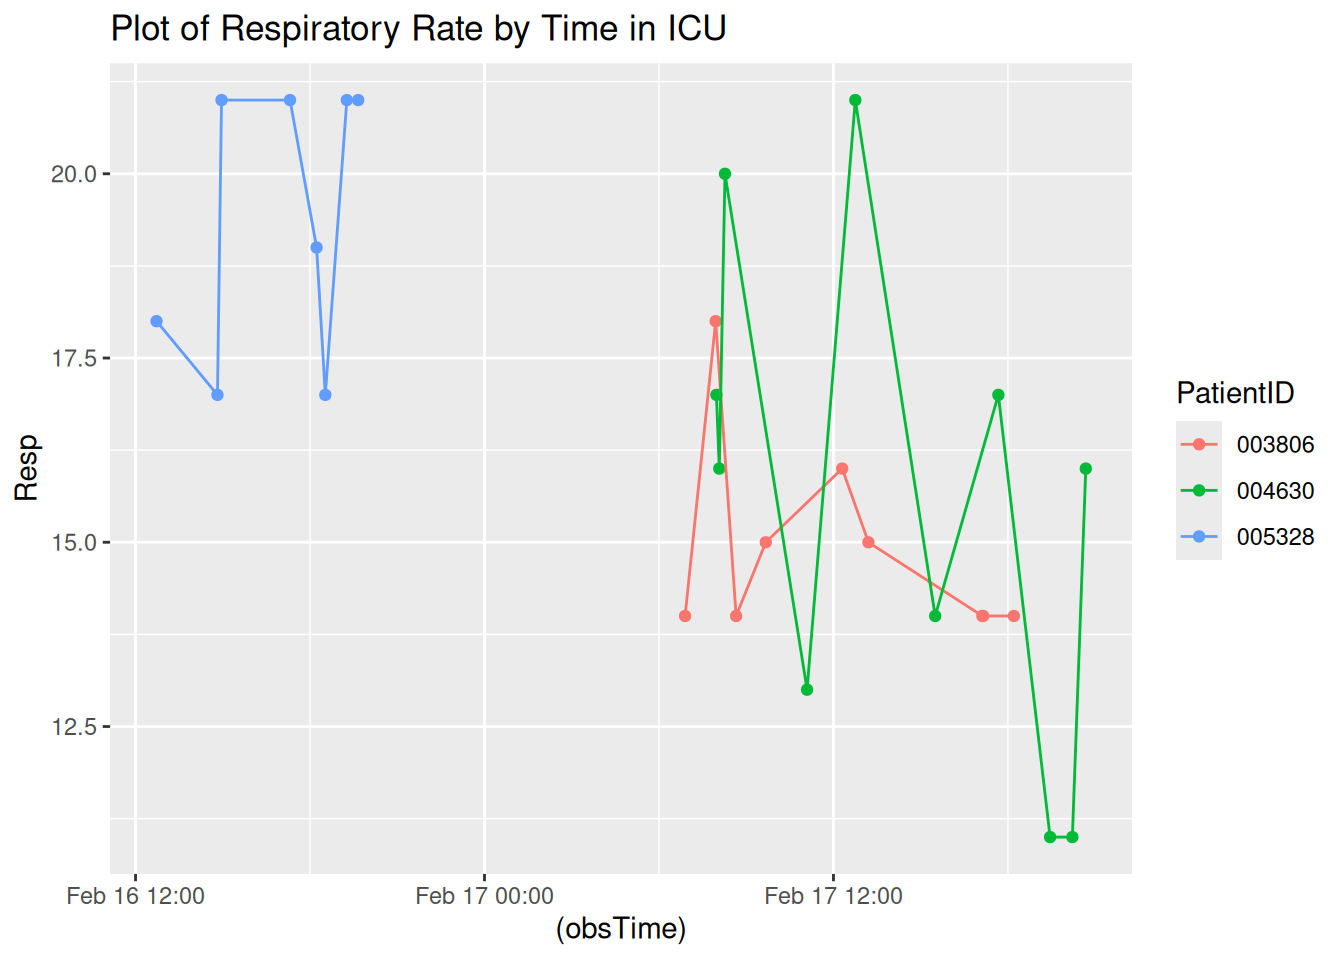 Plot of Respiratory Rate by Time in ICU
20.0
17.5
15.0
12.5
Resp
Feb 16 12:00
Feb 17 00:00
Feb 17 12:00
(obsTime)
PatientID
003806
004630
005328